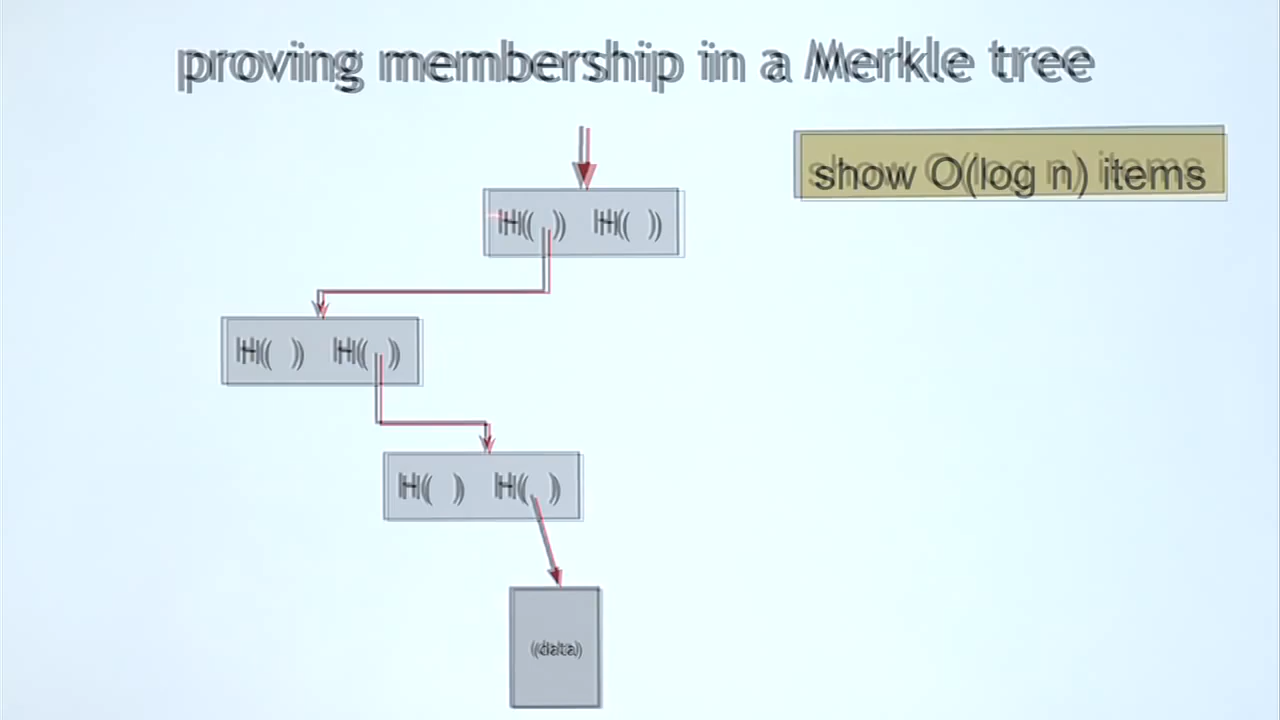 proving membership in a Merkle tree
show O(log n) items
H( ) H( )
H( ) H( )
H( ) H( )
(data)